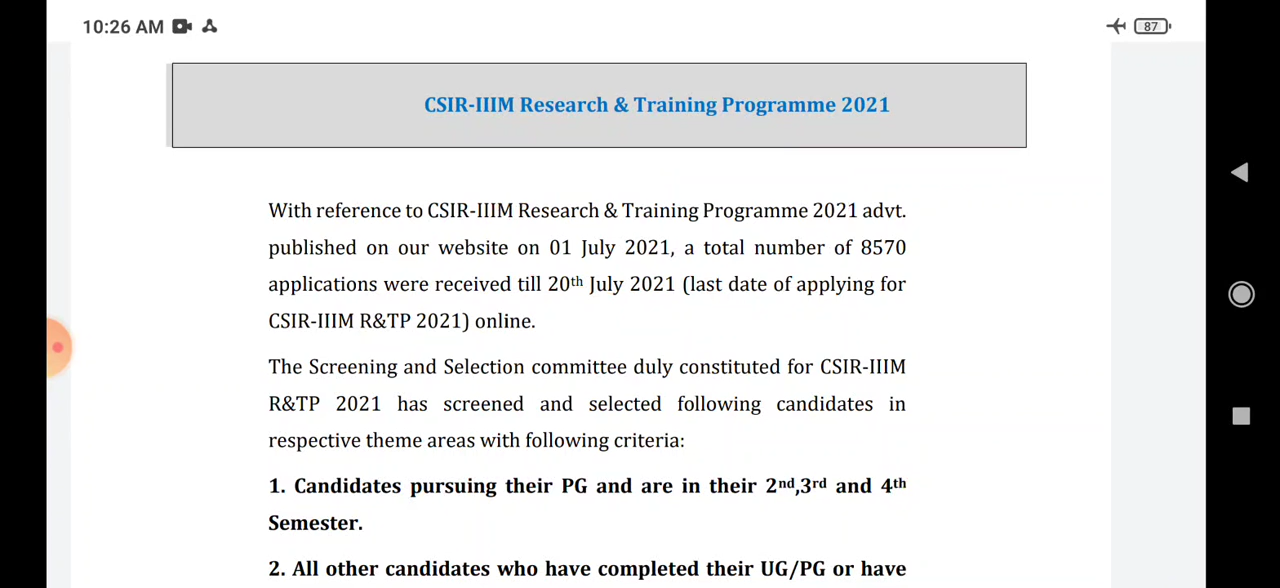 10:26 AM
87
CSIR-IIIM Research & Training Programme 2021
With reference to CSIR-IIIM Research & Training Programme 2021 advt.
published on our website on 01 July 2021, a total number of 8570
applications were received till 20th July 2021 (last date of applying for
CSIR-IIIM R&TP 2021) online.
The Screening and Selection committee duly constituted for CSIR-IIIM
R&TP 2021 has screened and selected following candidates in
respective theme areas with following criteria:
1. Candidates pursuing their PG and are in their 2nd,3rd and 4th
Semester.
2. All other candidates who have completed their UG/PG or have